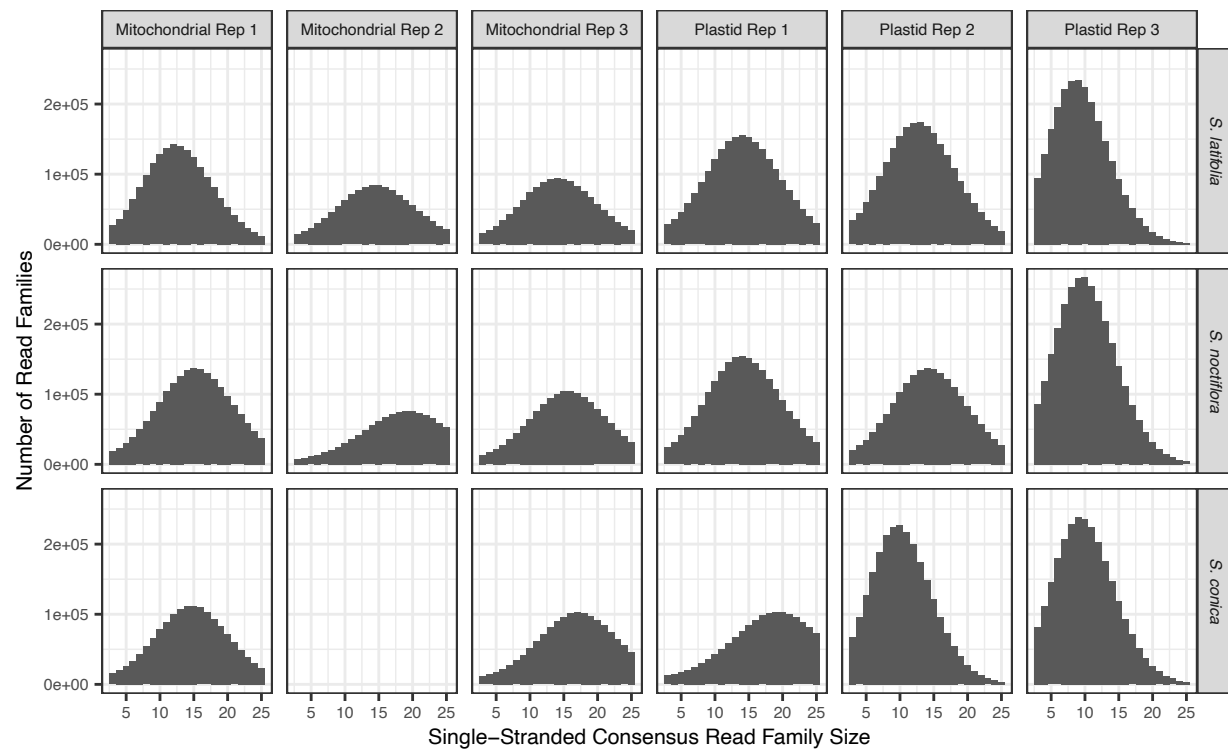 Mitochondrial Rep 1 Mitochondrial Rep 2 Mitochondrial Rep 3 Plastid Rep 1 Plastid Rep 2 Plastid Rep 3
2e+05
1e+05
0e+00
S. latifolia
2e+05
1e+05
0e+00
S. noctiflora
2e+05
1e+05
0e+00
S. conica
Number of Read Families
5 10 15 20 25 5 10 15 20 25 5 10 15 20 25 5 10 15 20 25 5 10 15 20 25 5 10 15 20 25
Single−Stranded Consensus Read Family Size